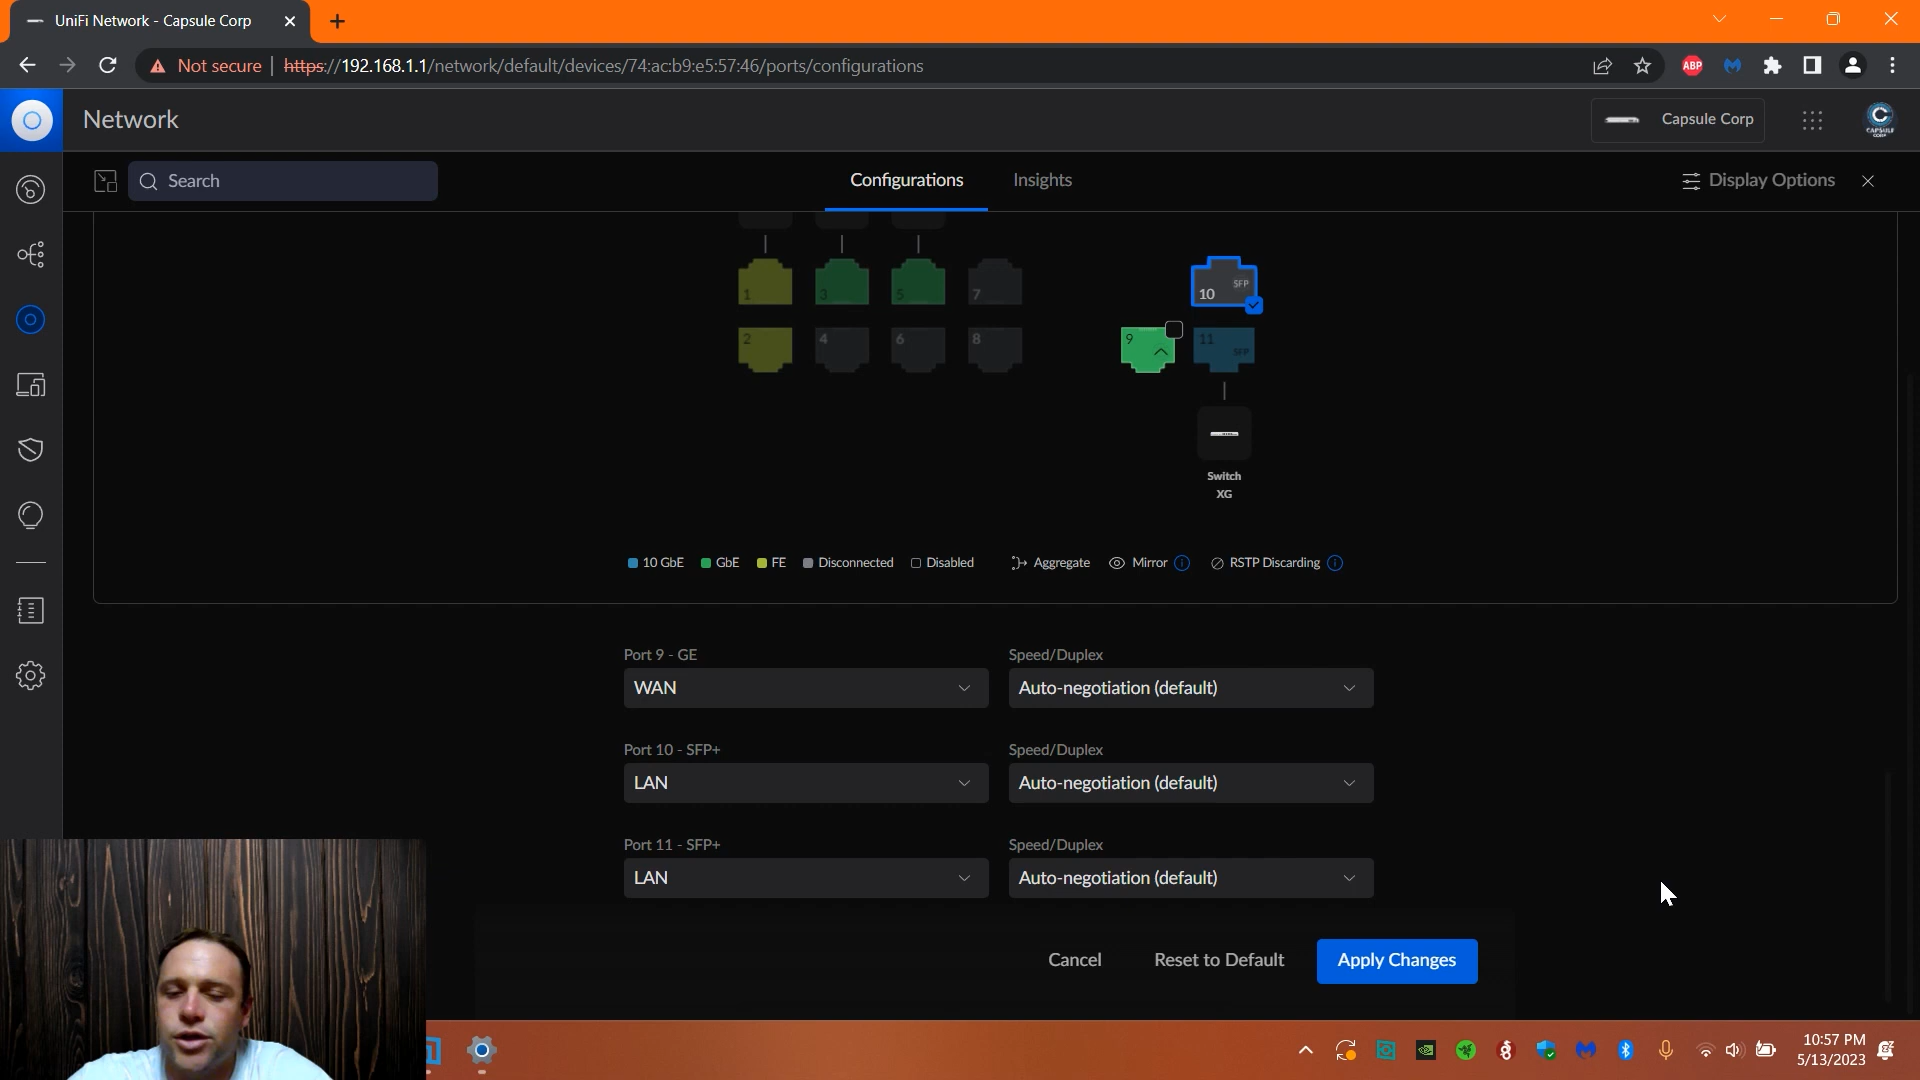 UniFi Network - Capsule Corp
Not secure
https://192.168.1.1/network/default/devices/74:ac:b9:e5:57:46/ports/configurations
ABP
Network
Capsule Corp
CAPSULE
CORP
Search
Configurations
Insights
Display Options
1
3
5
7
10
SFP
2
4
6
8
9
11
SFP
Switch
XG
10 GbE
GbE
FE
Disconnected
Disabled
Aggregate
Mirror
RSTP Discarding
Port 9 - GE
Speed/Duplex
WAN
Auto-negotiation (default)
Port 10 - SFP+
Speed/Duplex
LAN
Auto-negotiation (default)
Port 11 - SFP+
Speed/Duplex
LAN
Auto-negotiation (default)
Cancel
Reset to Default
Apply Changes
10:57 PM
5/13/2023